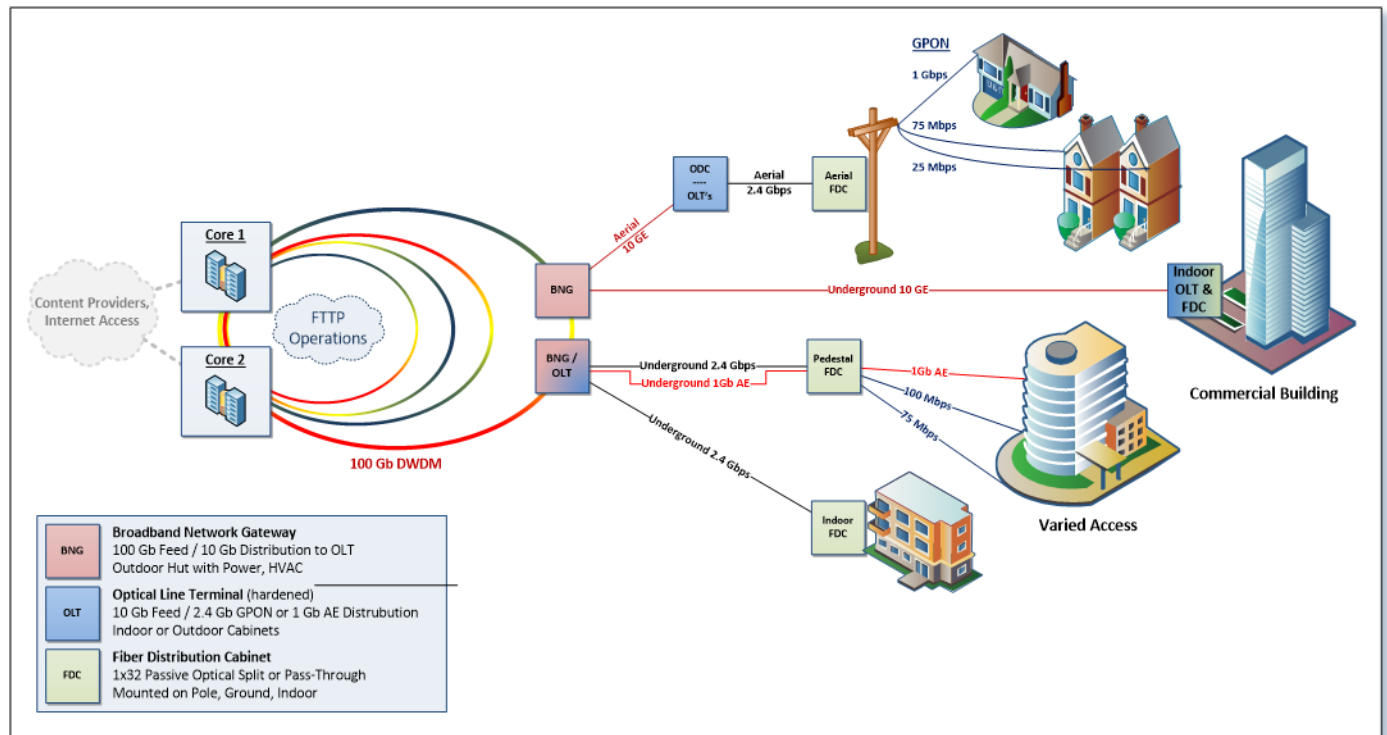 GPON
1 Gbps
75 Mbps
25 Mbps
ODC
----
OLT's
Aerial
2.4 Gbps
Aerial
FDC
Aerial
10 GE
Core 1
Content Providers,
Internet Access
FTTP
Operations
BNG
Underground 10 GE
Indoor
OLT &
FDC
Commercial Building
Core 2
BNG /
OLT
Underground 2.4 Gbps
Underground 1Gb AE
Pedestal
FDC
1Gb AE
100 Mbps
75 Mbps
Varied Access
100 Gb DWDM
Underground 2.4 Gbps
Indoor
FDC
BNG
Broadband Network Gateway
100 Gb Feed / 10 Gb Distribution to OLT
Outdoor Hut with Power, HVAC
OLT
Optical Line Terminal (hardened)
10 Gb Feed / 2.4 Gb GPON or 1 Gb AE Distrubution
Indoor or Outdoor Cabinets
FDC
Fiber Distribution Cabinet
1x32 Passive Optical Split or Pass-Through
Mounted on Pole, Ground, Indoor